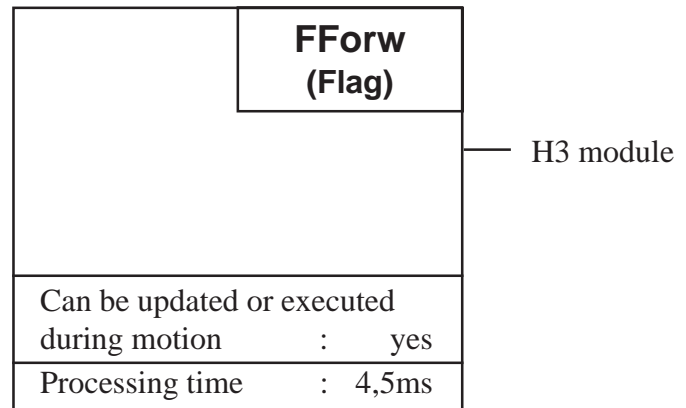 FForw
(Flag)
H3 module
Can be updated or executed
during motion : yes
Processing time : 4,5ms